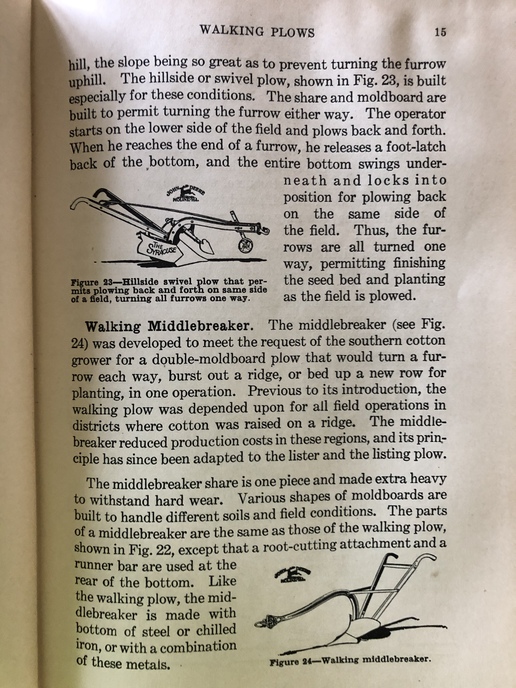 WALKING PLOWS 15
hill, the slope being so great as to prevent turning the furrow
uphill. The hillside or swivel plow, shown in Fig. 23, is built
especially for these conditions. The share and moldboard are
built to permit turning the furrow either way. The operator
starts on the lower side of the field and plows back and forth.
When he reaches the end of a furrow, he releases a foot-latch
back of the bottom, and the entire bottom swings under-
neath and locks into
position for plowing back
on the same side of
the field. Thus, the fur-
rows are all turned one
way, permitting finishing
the seed bed and planting
as the field is plowed.
JOHN DEERE
MOLINE, ILL.
THE
SYRACUSE
Figure 23—Hillside swivel plow that per-
mits plowing back and forth on same side
of a field, turning all furrows one way.
Walking Middlebreaker. The middlebreaker (see Fig.
24) was developed to meet the request of the southern cotton
grower for a double-moldboard plow that would turn a fur-
row each way, burst out a ridge, or bed up a new row for
planting, in one operation. Previous to its introduction, the
walking plow was depended upon for all field operations in
districts where cotton was raised on a ridge. The middle-
breaker reduced production costs in these regions, and its prin-
ciple has since been adapted to the lister and the listing plow.
The middlebreaker share is one piece and made extra heavy
to withstand hard wear. Various shapes of moldboards are
built to handle different soils and field conditions. The parts
of a middlebreaker are the same as those of the walking plow,
shown in Fig. 22, except that a root-cutting attachment and a
runner bar are used at the
rear of the bottom. Like
the walking plow, the mid-
dlebreaker is made with
bottom of steel or chilled
iron, or with a combination
of these metals.
Figure 24—Walking middlebreaker.